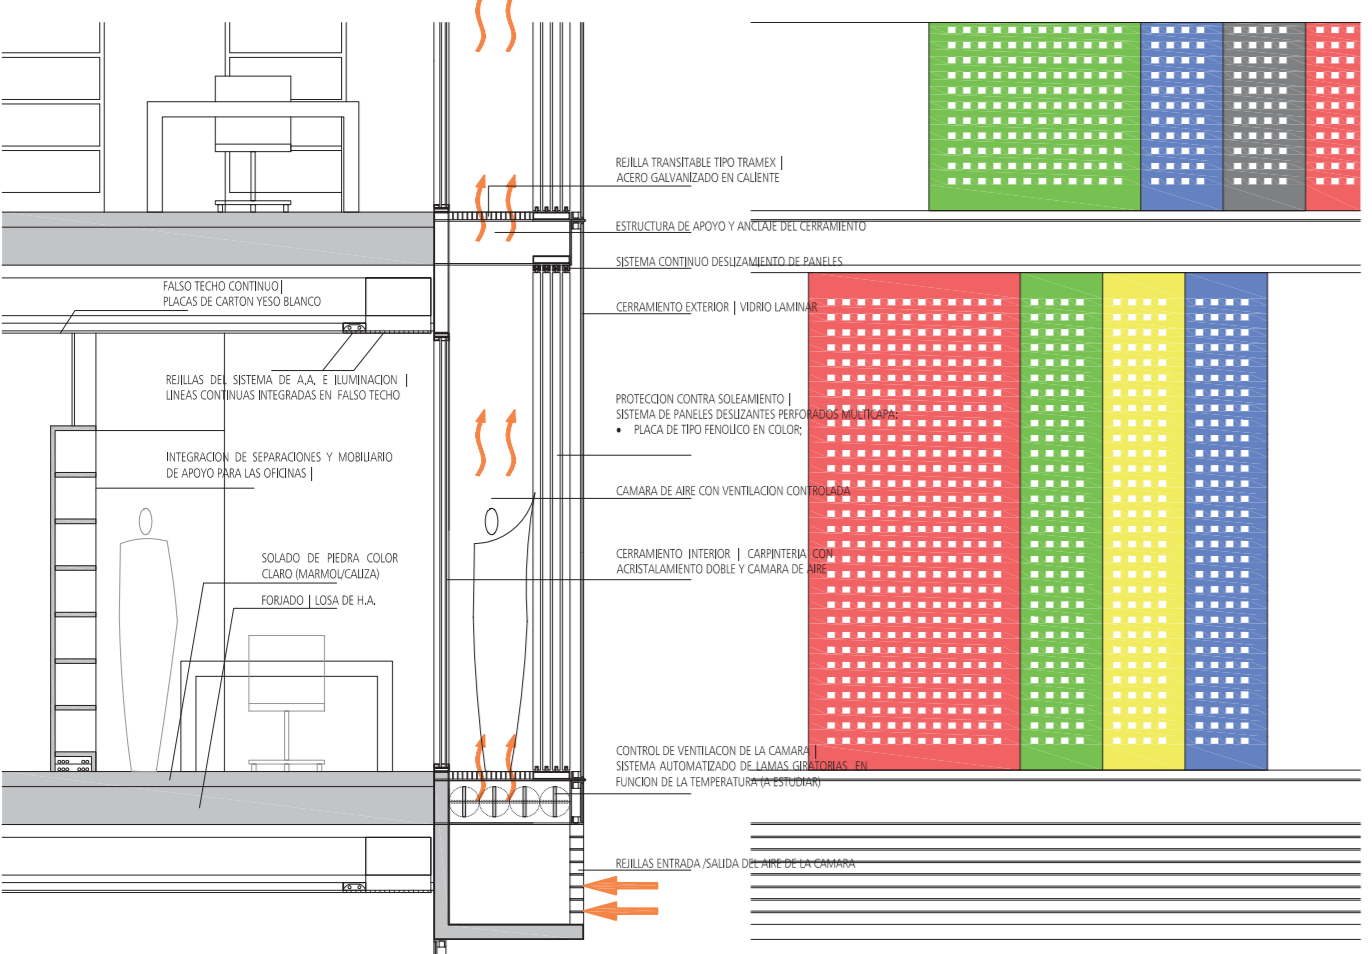 REJILLA TRANSITABLE TIPO TRAMEX |
ACERO GALVANIZADO EN CALIENTE
ESTRUCTURA DE APOYO Y ANCLAJE DEL CERRAMIENTO
SISTEMA CONTINUO DESLIZAMIENTO DE PANELES
FALSO TECHO CONTINUO |
PLACAS DE CARTON YESO BLANCO
CERRAMIENTO EXTERIOR | VIDRIO LAMINAR
REJILLAS DEL SISTEMA DE A.A. E ILUMINACION |
LINEAS CONTINUAS INTEGRADAS EN FALSO TECHO
PROTECCION CONTRA SOLEAMIENTO |
SISTEMA DE PANELES DESLIZANTES PERFORADOS MULTICAPA:
• PLACA DE TIPO FENOLICO EN COLOR;
INTEGRACION DE SEPARACIONES Y MOBILIARIO
DE APOYO PARA LAS OFICINAS |
CAMARA DE AIRE CON VENTILACION CONTROLADA
SOLADO DE PIEDRA COLOR
CLARO (MARMOL/CALIZA)
FORJADO | LOSA DE H.A.
CERRAMIENTO INTERIOR | CARPINTERIA CON
ACRISTALAMIENTO DOBLE Y CAMARA DE AIRE
CONTROL DE VENTILACON DE LA CAMARA |
SISTEMA AUTOMATIZADO DE LAMAS GIRATORIAS EN
FUNCION DE LA TEMPERATURA (A ESTUDIAR)
REJILLAS ENTRADA /SALIDA DEL AIRE DE LA CAMARA